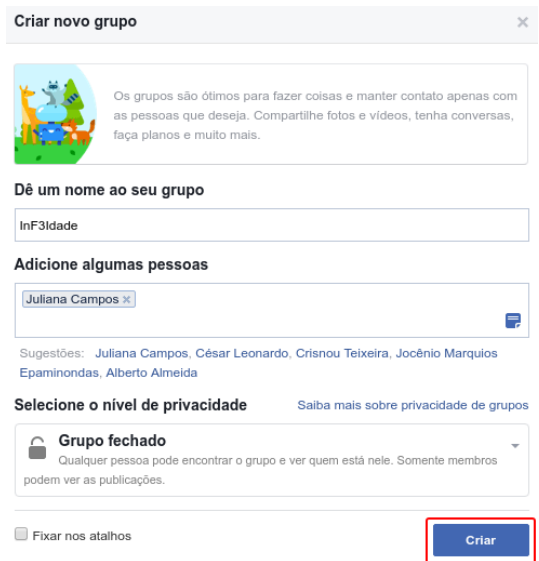 Criar novo grupo ×
Os grupos são ótimos para fazer coisas e manter contato apenas com
as pessoas que deseja. Compartilhe fotos e vídeos, tenha conversas,
faça planos e muito mais.
Dê um nome ao seu grupo
InF3Idade
Adicione algumas pessoas
Juliana Campos ×
Sugestões: Juliana Campos, César Leonardo, Crisnou Teixeira, Jocênio Marquios
Epaminondas, Alberto Almeida
Selecione o nível de privacidade Saiba mais sobre privacidade de grupos
Grupo fechado
Qualquer pessoa pode encontrar o grupo e ver quem está nele. Somente membros
podem ver as publicações.
Fixar nos atalhos Criar